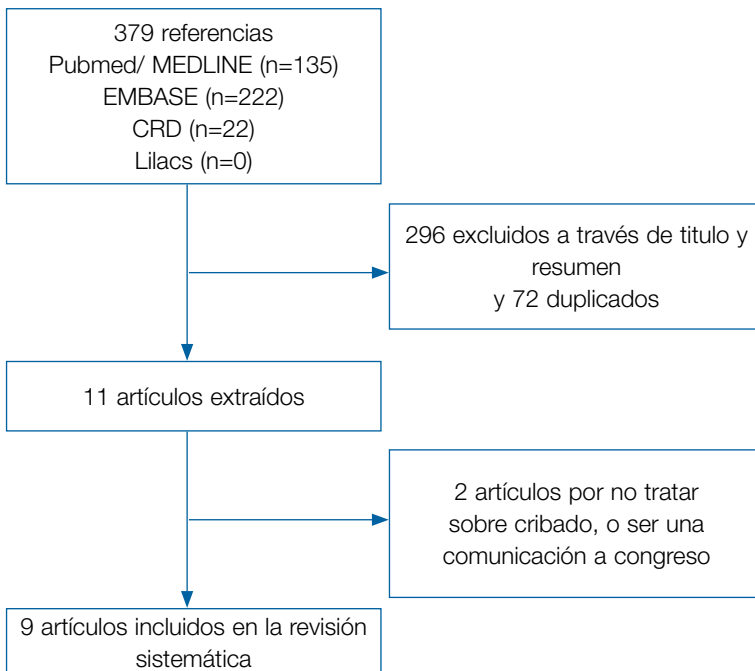 379 referencias
Pubmed/ MEDLINE (n=135)
EMBASE (n=222)
CRD (n=22)
Lilacs (n=0)
296 excluidos a través de titulo y
resumen
y 72 duplicados
11 artículos extraídos
2 artículos por no tratar
sobre cribado, o ser una
comunicación a congreso
9 artículos incluidos en la revisión
sistemática